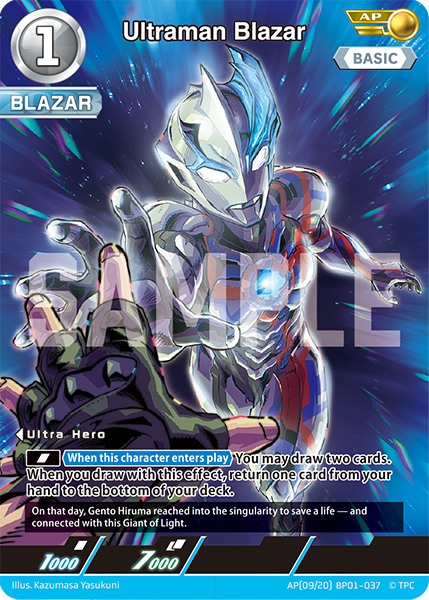 1
Ultraman Blazar
AP
BASIC
BLAZAR
SAMPLE
Ultra Hero
When this character enters play You may draw two cards.
When you draw with this effect, return one card from your
hand to the bottom of your deck.
On that day, Gento Hiruma reached into the singularity to save a life — and
connected with this Giant of Light.
1000 7000
Illus. Kazumasa Yasukuni AP(09/20) BP01-037 © TPC